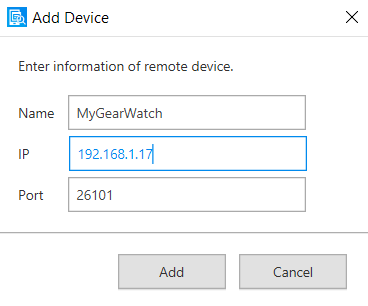 Add Device
Enter information of remote device.
Name MyGearWatch
IP 192.168.1.17
Port 26101
Add Cancel